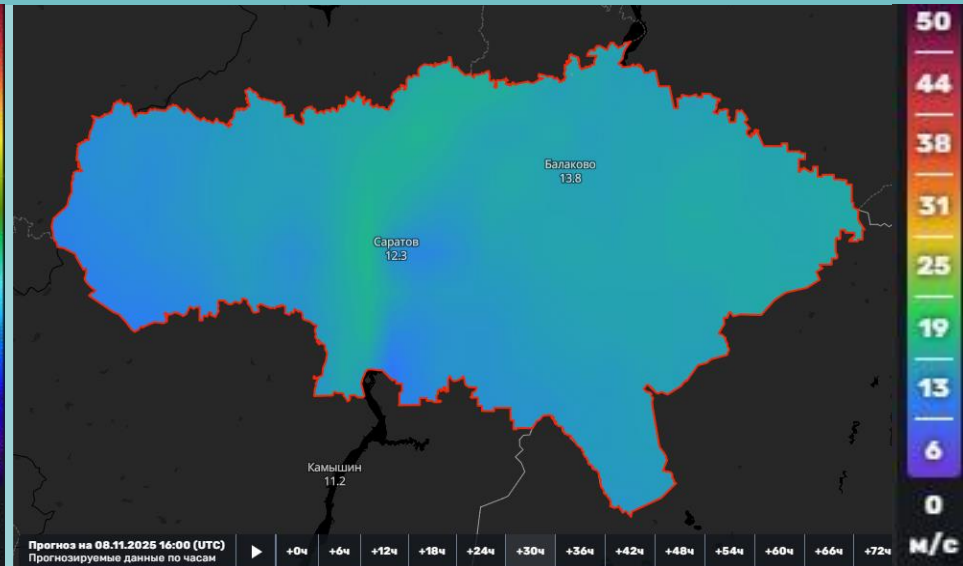 50
44
38
31
25
19
13
6
0
м/с
Балаково
13.8
Саратов
12.3
Камышин
11.2
Прогноз на 08.11.2025 16:00 (UTC)
Прогнозируемые данные по часам
+0ч +6ч +12ч +18ч +24ч +30ч +36ч +42ч +48ч +54ч +60ч +66ч +72ч